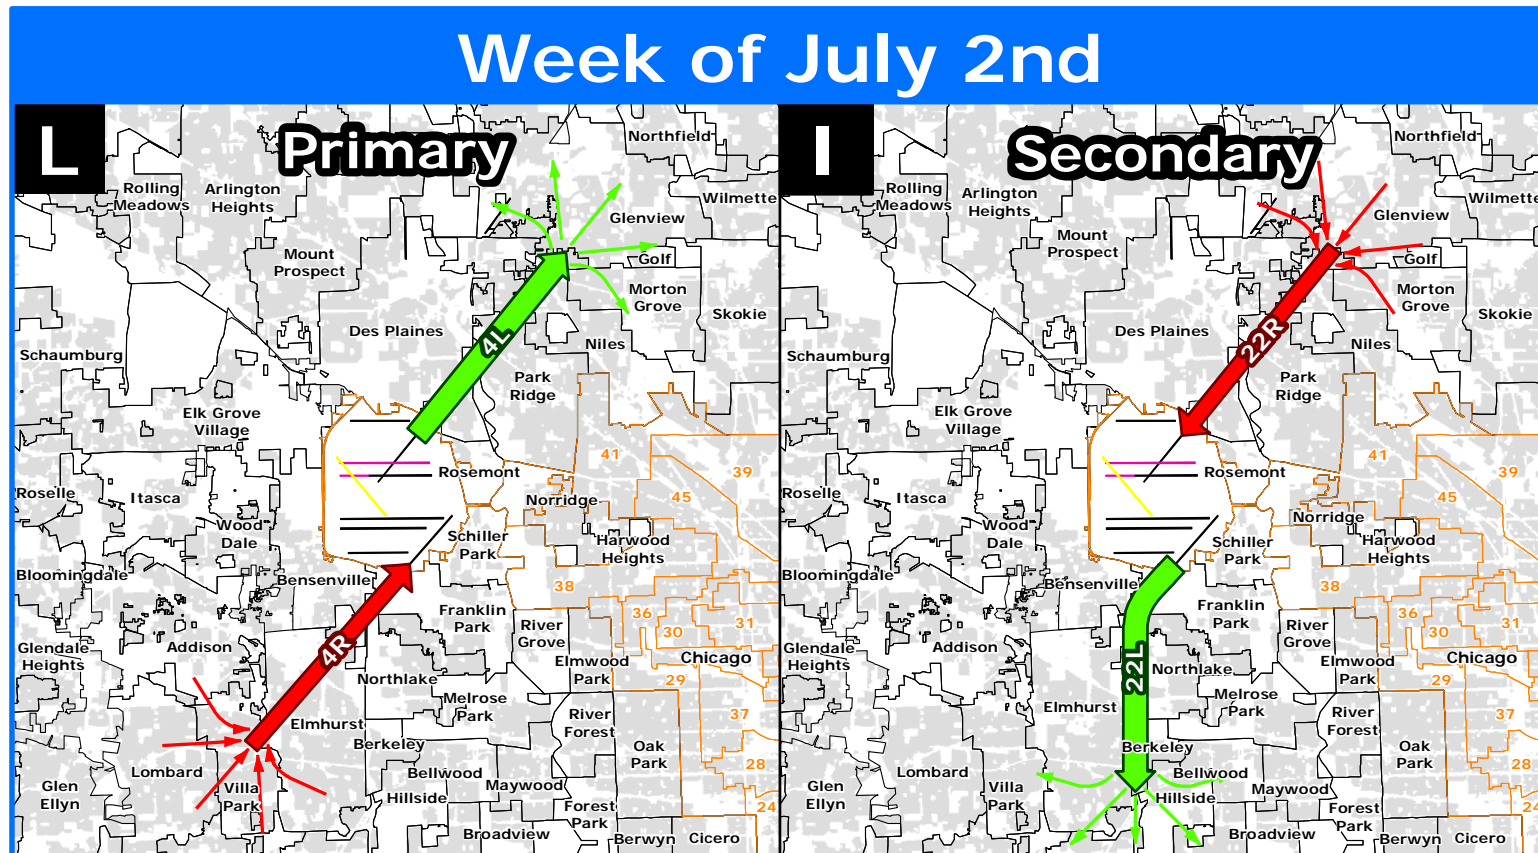 Week of July 2nd
L
Primary
Northfield
Rolling
Meadows
Arlington
Heights
Wilmette
Glenview
Mount
Prospect
Golf
Morton
Grove
Skokie
Des Plaines
4L
Niles
Schaumburg
Park
Ridge
Elk Grove
Village
41
39
Rosemont
45
Roselle
Itasca
Norridge
Wood
Dale
Schiller
Park
Harwood
Heights
Bloomingdale
Bensenville
38
Franklin
Park
36
31
River
Grove
30
Glendale
Heights
Addison
4R
Elmwood
Park
Chicago
Northlake
29
Melrose
Park
37
Elmhurst
River
Forest
Berkeley
Oak
Park
28
Lombard
Bellwood
Glen
Ellyn
Villa
Park
Maywood
Hillside
24
Forest
Park
Broadview
Berwyn
Cicero
I
Secondary
Northfield
Rolling
Meadows
Arlington
Heights
Wilmette
Glenview
Mount
Prospect
Golf
Morton
Grove
Skokie
Des Plaines
22R
Niles
Schaumburg
Park
Ridge
Elk Grove
Village
41
39
Rosemont
45
Roselle
Itasca
Norridge
Wood
Dale
Schiller
Park
Harwood
Heights
Bloomingdale
Bensenville
38
Franklin
Park
36
31
River
Grove
30
Glendale
Heights
Addison
Elmwood
Park
Chicago
22L
Northlake
29
Melrose
Park
37
Elmhurst
River
Forest
Berkeley
Oak
Park
28
Lombard
Bellwood
Glen
Ellyn
Villa
Park
Maywood
Hillside
24
Forest
Park
Broadview
Berwyn
Cicero